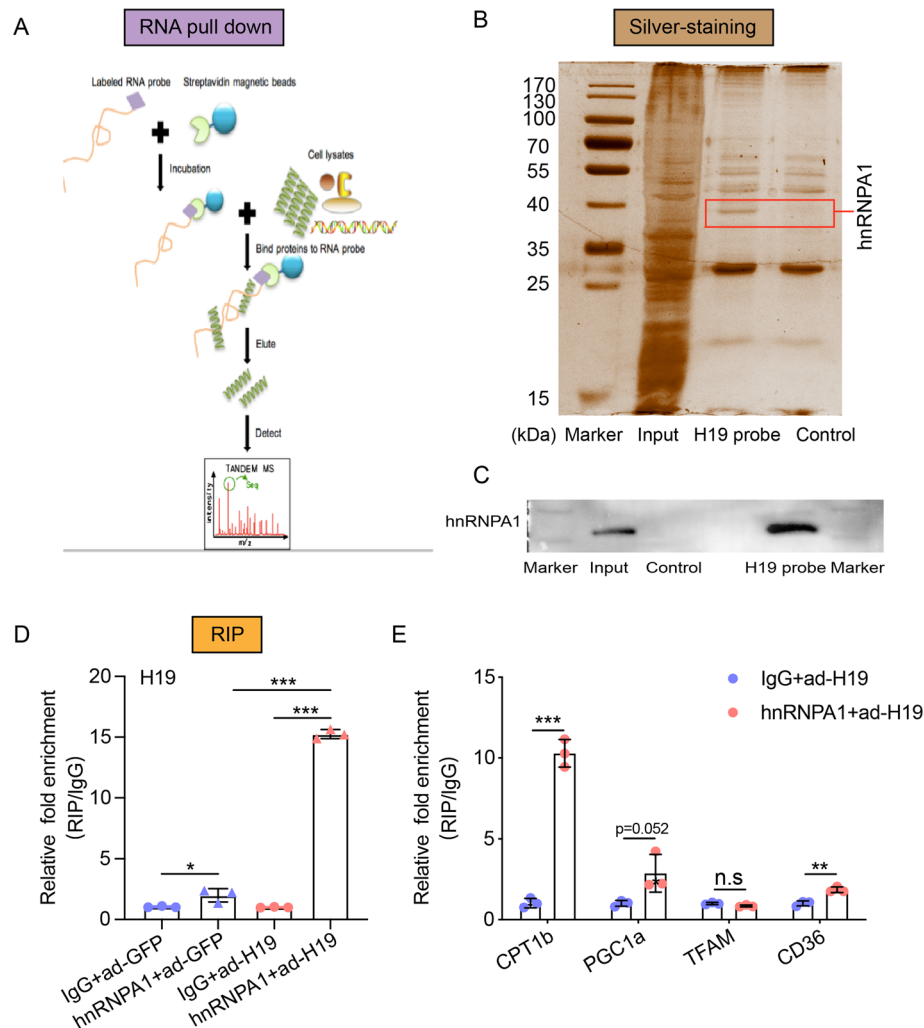 A
RNA pull down
Labeled RNA probe
Streptavidin magnetic beads
Incubation
Cell lysates
Bind proteins to RNA probe
Elute
Detect
TANDEM MS
Seq
intensity
m/z
B
Silver-staining
170
130
100
70
55
40
35
25
15
hnRNPA1
(kDa) Marker Input H19 probe Control
C
hnRNPA1
Marker Input Control H19 probe Marker
D
RIP
H19
Relative fold enrichment
(RIP/IgG)
20
15
10
5
0
***
***
*
IgG+ad-GFP
hnRNPA1+ad-GFP
IgG+ad-H19
hnRNPA1+ad-H19
E
IgG+ad-H19
hnRNPA1+ad-H19
Relative fold enrichment
(RIP/IgG)
15
10
5
0
***
p=0.052
n.s
**
CPT1b
PGC1a
TFAM
CD36